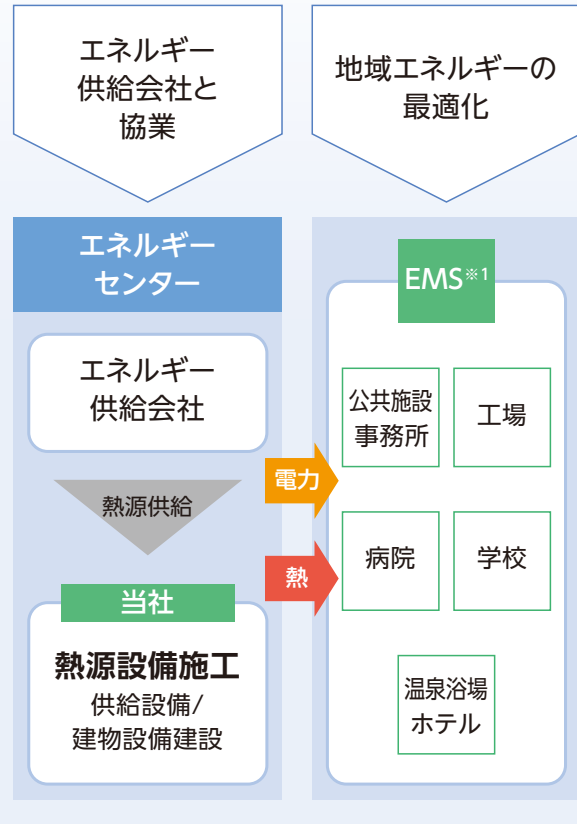 エネルギー
供給会社と
協業
地域エネルギーの
最適化
エネルギー
センター
エネルギー
供給会社
熱源供給
当社
熱源設備施工
供給設備/
建物設備建設
電力
熱
EMS※1
公共施設
事務所
工場
病院
学校
温泉浴場
ホテル